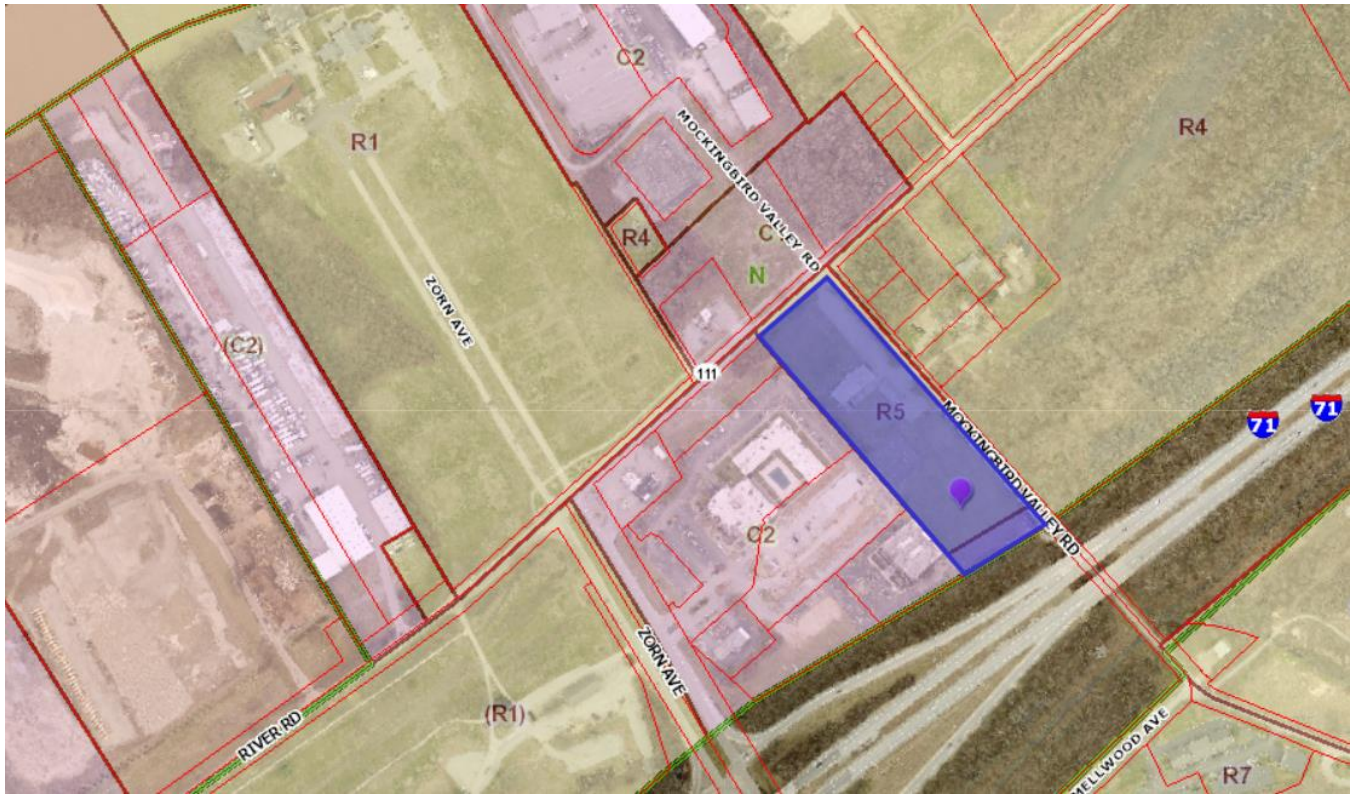 C2
R1
R4
MOCKINGBIRD VALLEY RD
R4
C
N
ZORN AVE
(C2)
111
R5
MOCKINGBIRD VALLEY RD
71
71
C2
ZORN AVE
(R1)
RIVER RD
MELLWOOD AVE
R7